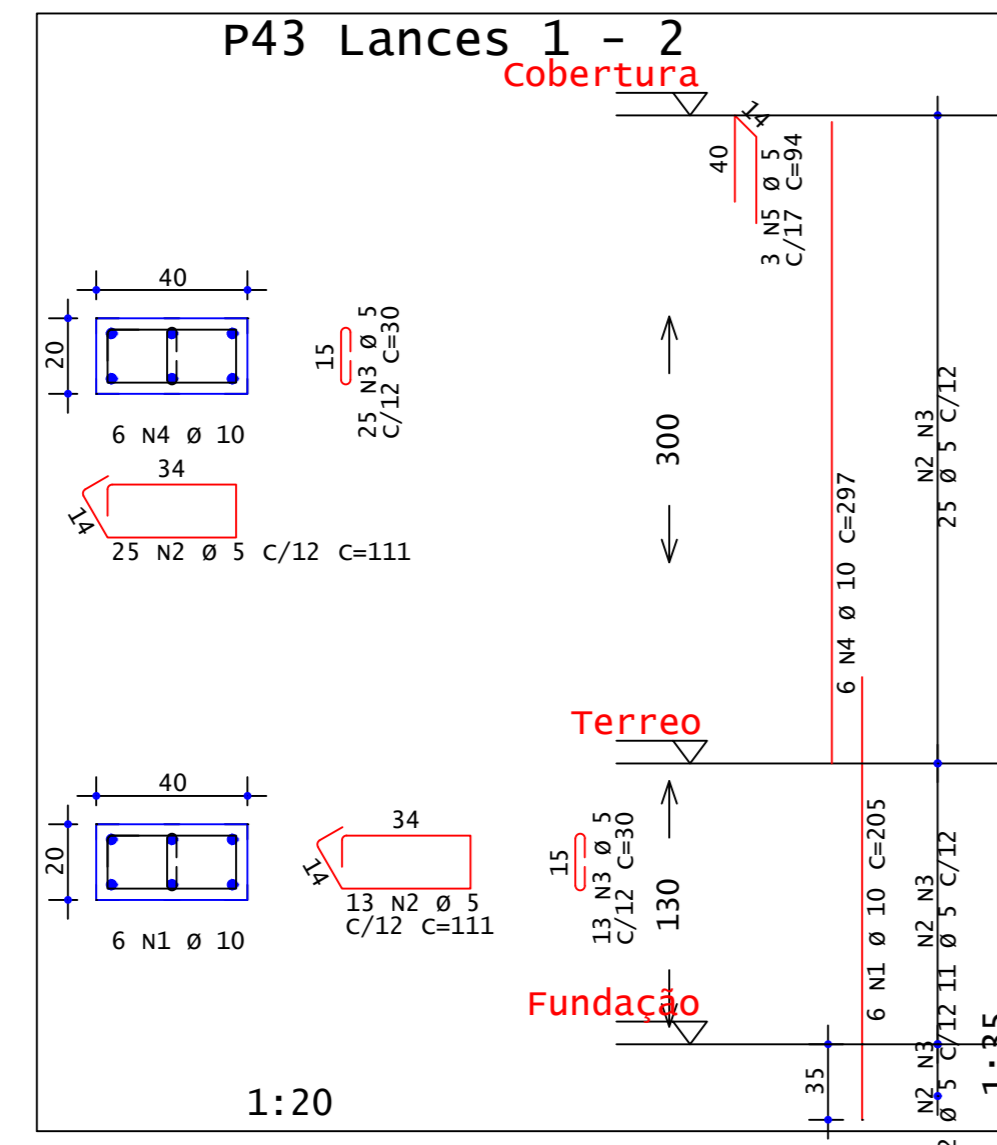 P43 Lances 1 - 2
Cobertura
14
40
3 N5 Ø 5
C/17 C=94
40
20
6 N4 Ø 10
15
25 N3 Ø 5
C/12 C=30
34
14
25 N2 Ø 5 C/12 C=111
300
6 N4 Ø 10 C=297
N2 N3
25 Ø 5 C/12
Terreo
40
20
6 N1 Ø 10
34
14
13 N2 Ø 5
C/12 C=111
15
13 N3 Ø 5
C/12 C=30
130
6 N1 Ø 10 C=205
N2 N3
11 Ø 5 C/12
Fundação
35
N2 N3
Ø 5 C/12
1:20